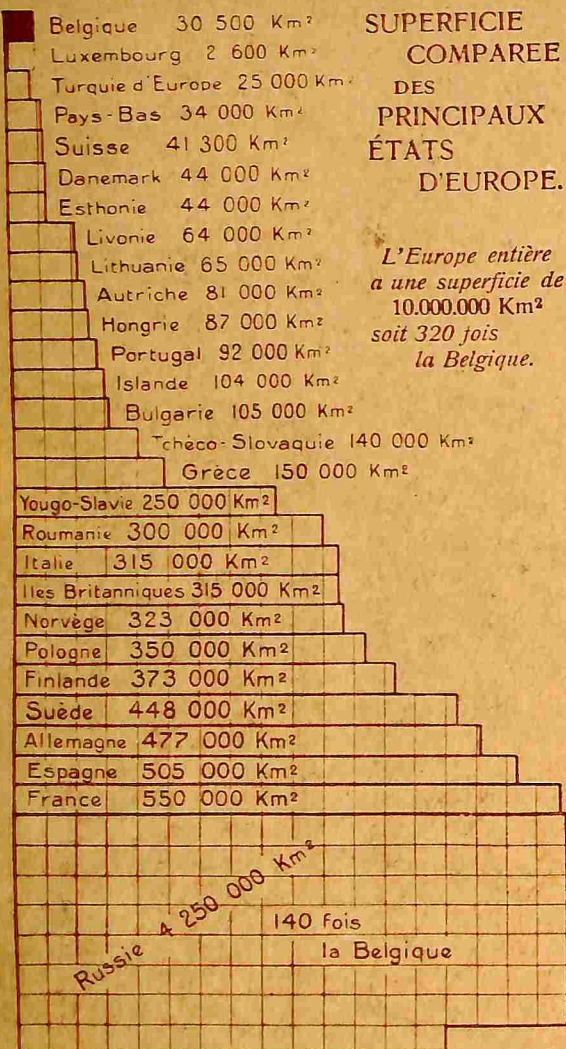 SUPERFICIE
COMPAREE
DES
PRINCIPAUX
ÉTATS
D'EUROPE.
L'Europe entière
a une superficie de
10.000.000 Km²
soit 320 fois
la Belgique.
Belgique 30 500 Km²
Luxembourg 2 600 Km²
Turquie d'Europe 25 000 Km²
Pays-Bas 34 000 Km²
Suisse 41 300 Km²
Danemark 44 000 Km²
Esthonie 44 000 Km²
Livonie 64 000 Km²
Lithuanie 65 000 Km²
Autriche 81 000 Km²
Hongrie 87 000 Km²
Portugal 92 000 Km²
Islande 104 000 Km²
Bulgarie 105 000 Km²
Tchéco-Slovaquie 140 000 Km²
Grèce 150 000 Km²
Yougo-Slavie 250 000 Km²
Roumanie 300 000 Km²
Italie 315 000 Km²
Iles Britanniques 315 000 Km²
Norvège 323 000 Km²
Pologne 350 000 Km²
Finlande 373 000 Km²
Suède 448 000 Km²
Allemagne 477 000 Km²
Espagne 505 000 Km²
France 550 000 Km²
Russie 4 250 000 Km²
140 fois
la Belgique